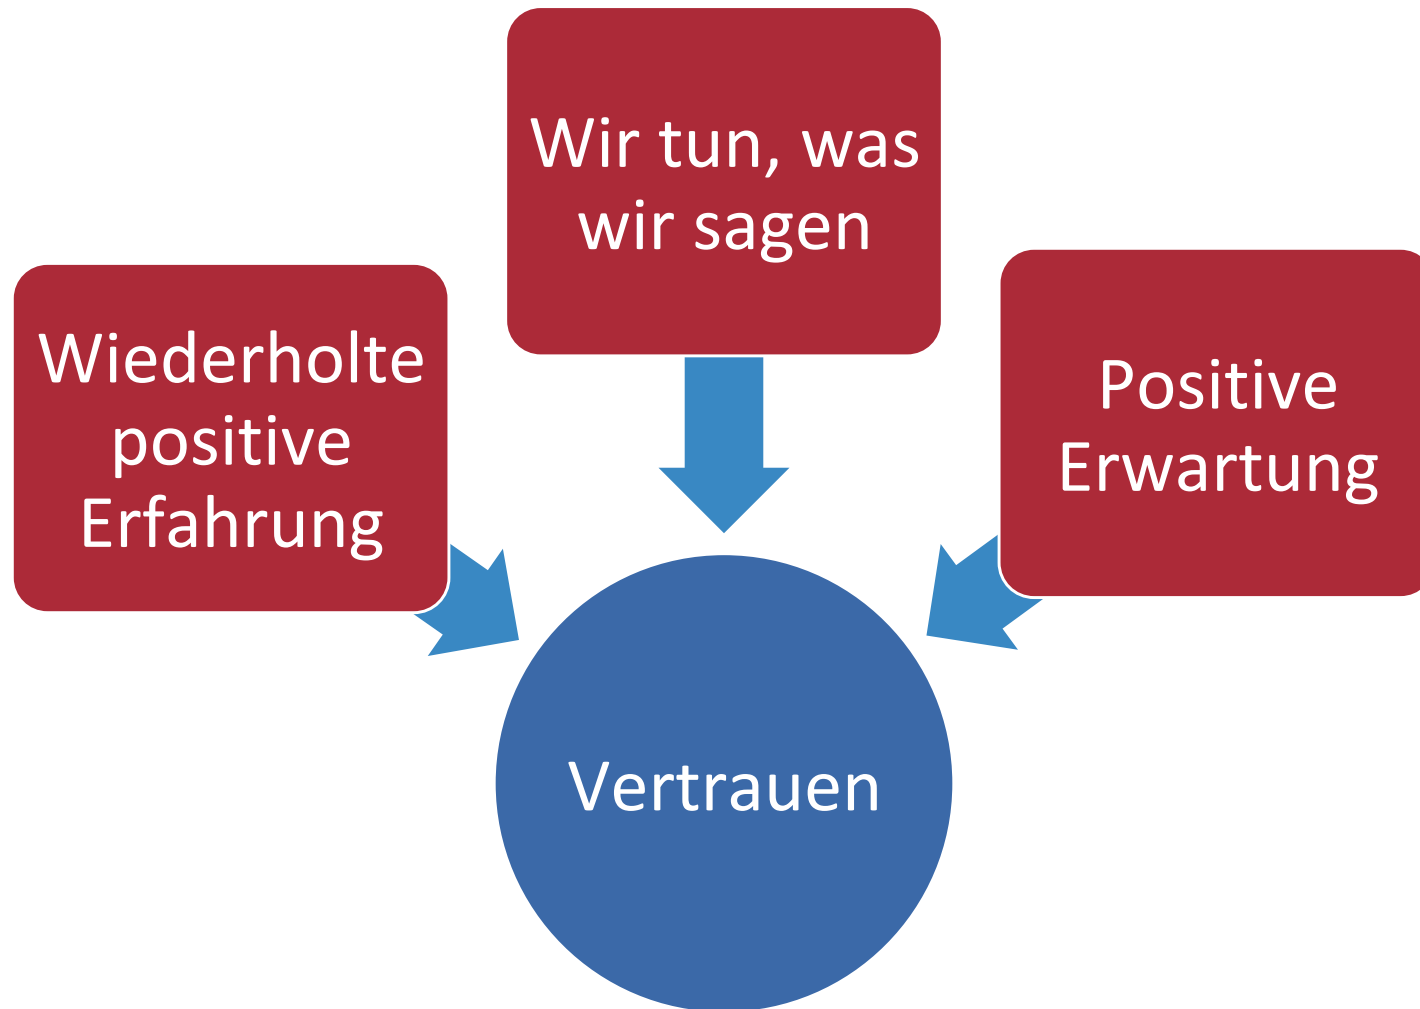 Wir tun, was
wir sagen
Wiederholte
positive
Erfahrung
Positive
Erwartung
Vertrauen